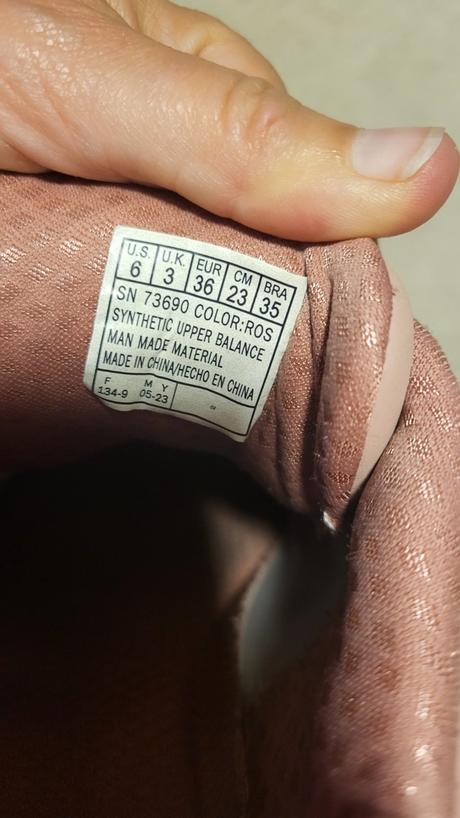 U.S. U.K. EUR CM BRA
6 3 36 23 35
SN 73690 COLOR:ROS
SYNTHETIC UPPER BALANCE
MAN MADE MATERIAL
MADE IN CHINA/HECHO EN CHINA
F M Y
134-9 05-23